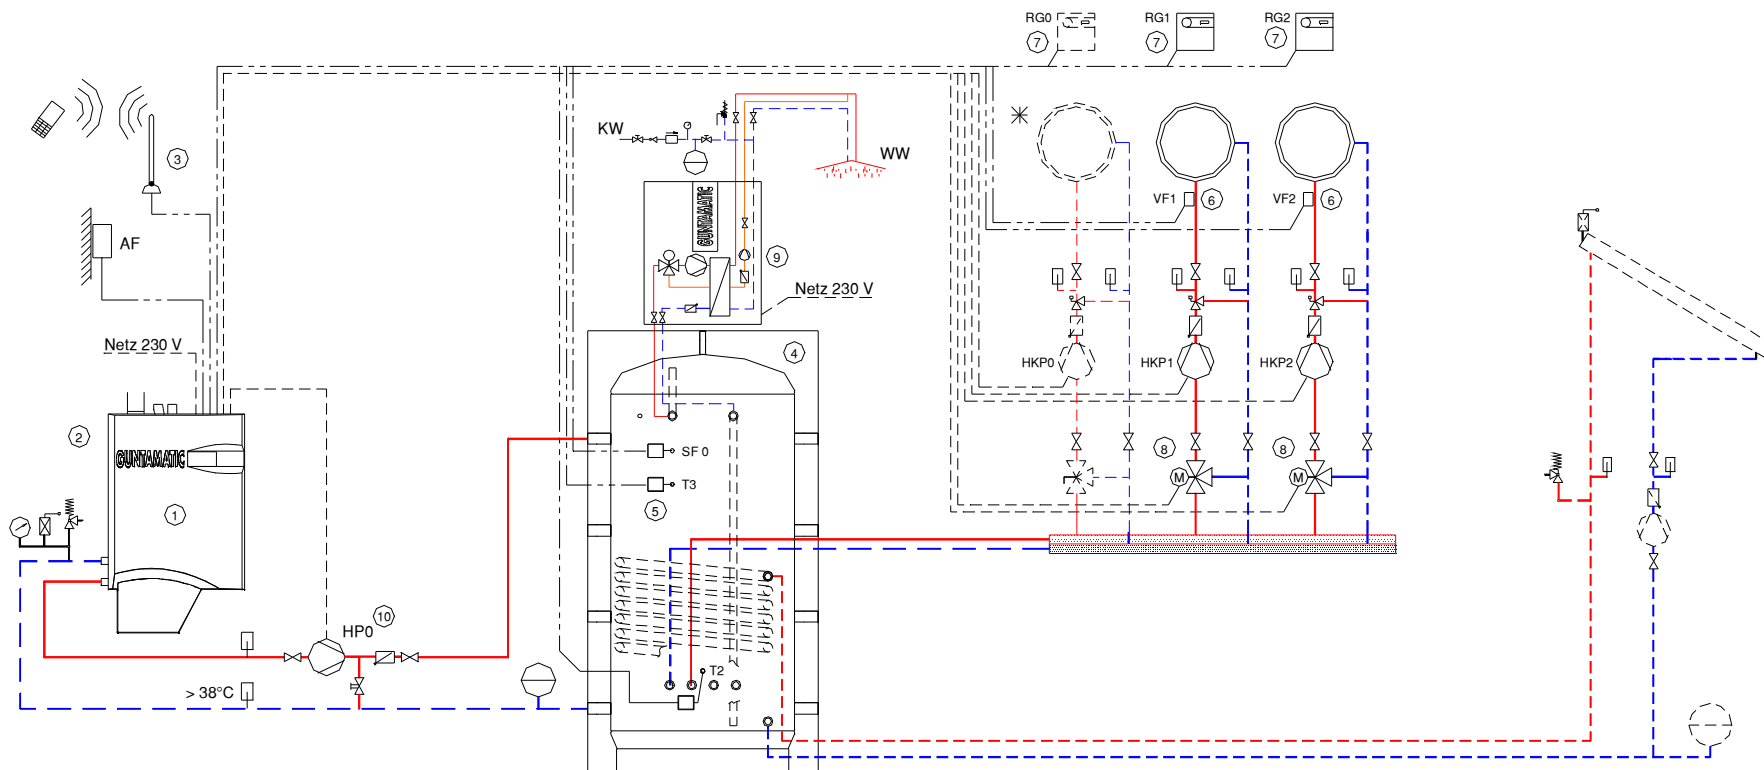 RG0
RG1
RG2
7
7
7
KW
WW
3
VF1
6
VF2
6
AF
GUNTAMATIC
9
Netz 230 V
Netz 230 V
4
HKP0
HKP1
HKP2
2
GUNTAMATIC
SF 0
8
8
T3
M
M
1
5
10
HP0
T2
> 38°C